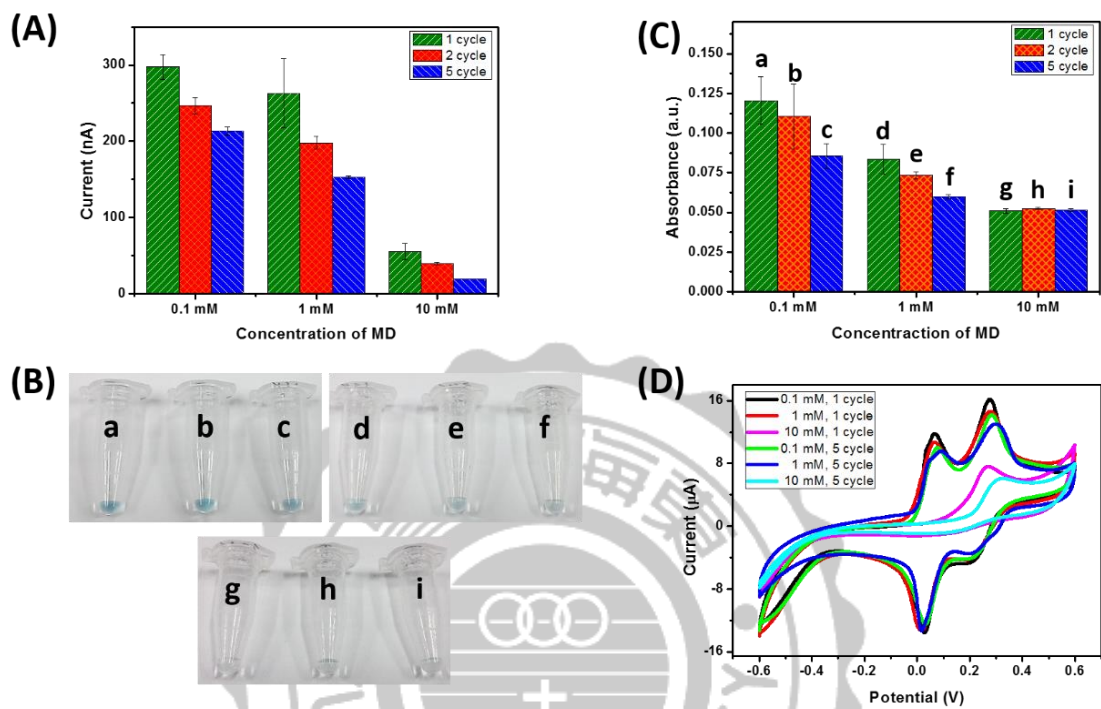 (A)
1 cycle
2 cycle
5 cycle
300
200
100
0
Current (nA)
0.1 mM
1 mM
10 mM
Concentration of MD
(C)
1 cycle
2 cycle
5 cycle
0.150
0.125
0.100
0.075
0.050
0.025
0.000
Absorbance (a.u.)
a
b
c
d
e
f
g
h
i
0.1 mM
1 mM
10 mM
Concentraction of MD
(B)
a
b
c
d
e
f
g
h
i
(D)
0.1 mM, 1 cycle
1 mM, 1 cycle
10 mM, 1 cycle
0.1 mM, 5 cycle
1 mM, 5 cycle
10 mM, 5 cycle
16
8
0
-8
-16
Current (μA)
-0.6
-0.4
-0.2
0.0
0.2
0.4
0.6
Potential (V)